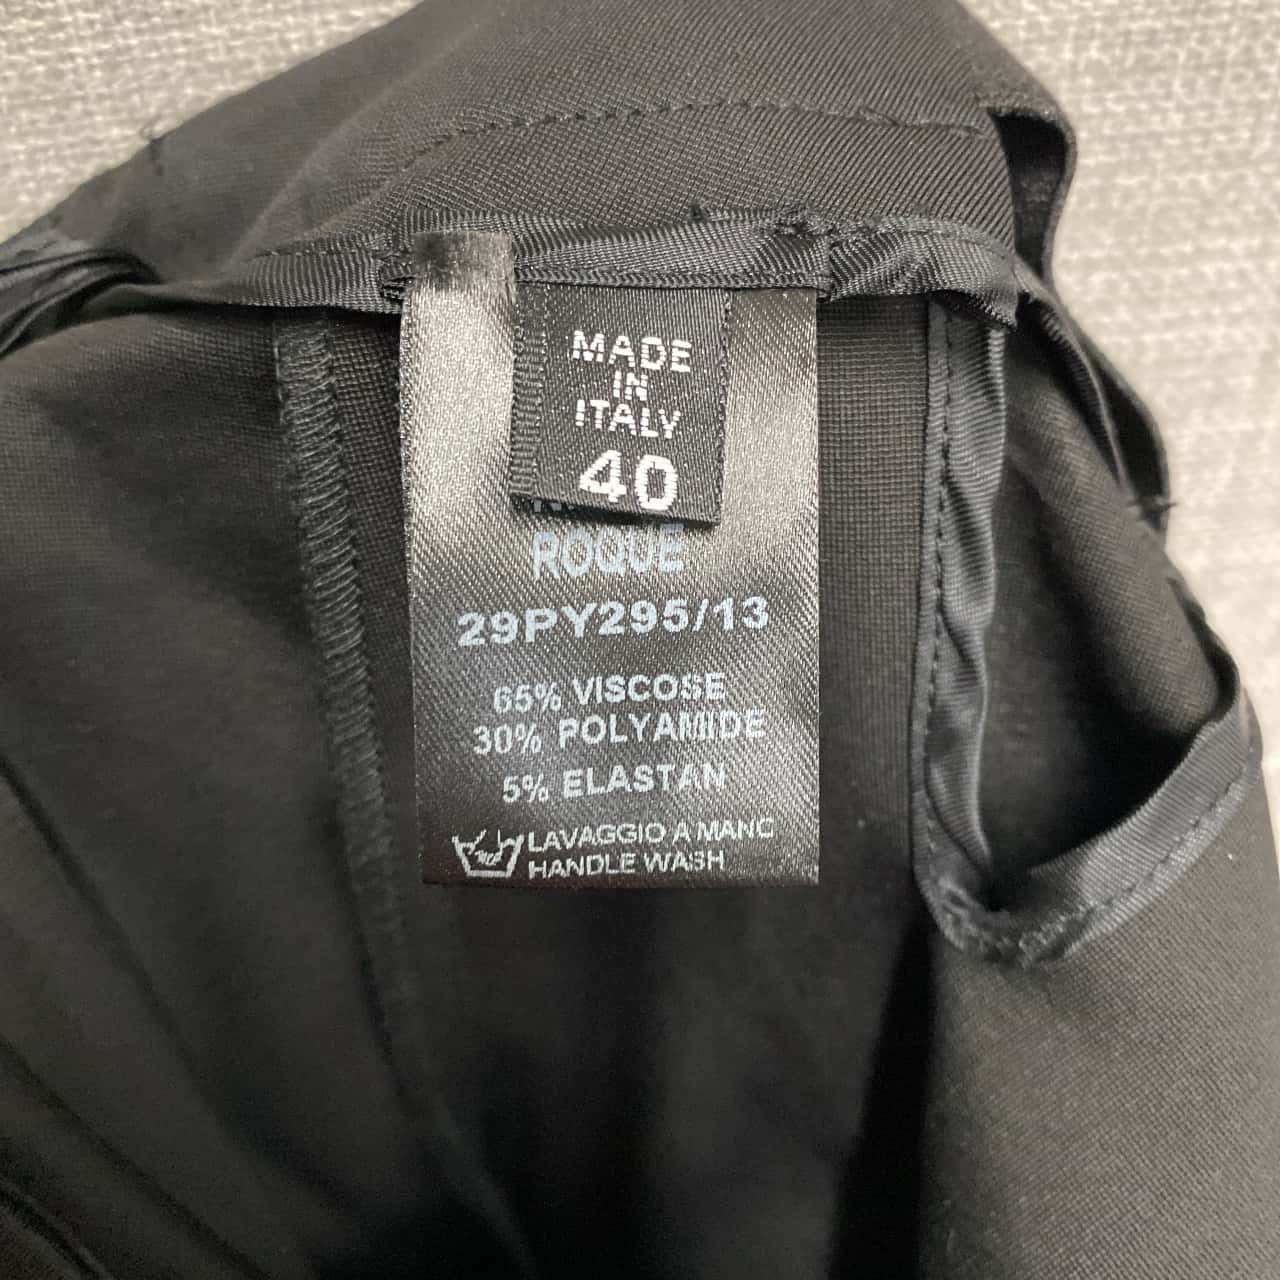 MADE
IN
ITALY
40
ROQUE
29PY295/13
65% VISCOSE
30% POLYAMIDE
5% ELASTAN
LAVAGGIO A MANO
HANDLE WASH